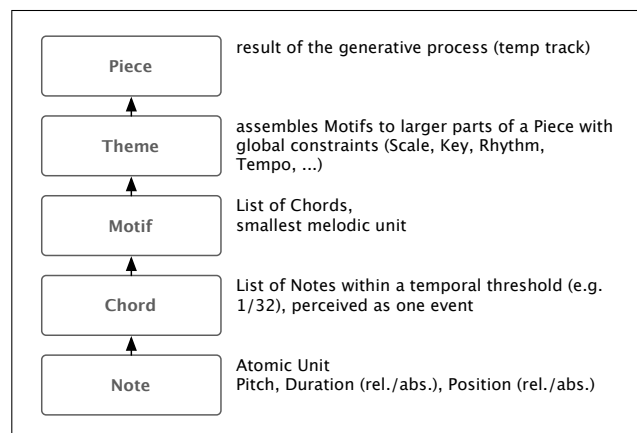 Piece
result of the generative process (temp track)
Theme
assembles Motifs to larger parts of a Piece with
global constraints (Scale, Key, Rhythm,
Tempo, ...)
Motif
List of Chords,
smallest melodic unit
Chord
List of Notes within a temporal threshold (e.g.
1/32), perceived as one event
Note
Atomic Unit
Pitch, Duration (rel./abs.), Position (rel./abs.)